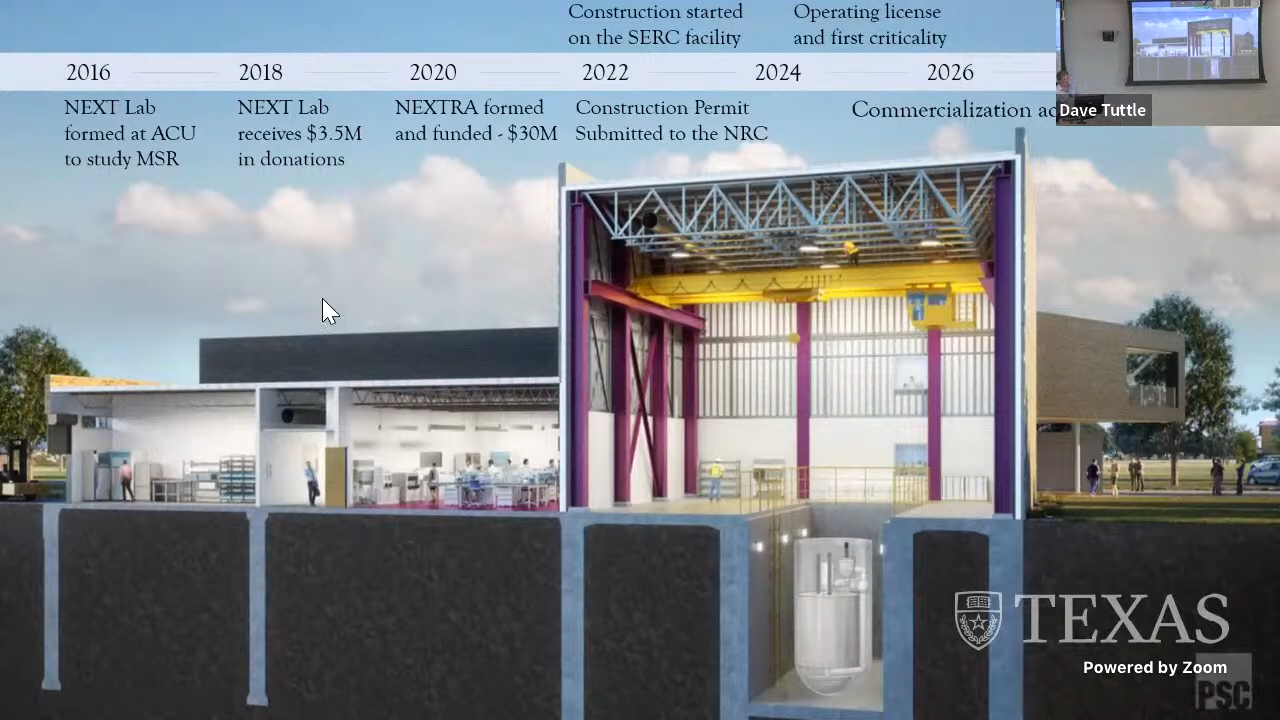 Construction started
on the SERC facility
Operating license
and first criticality
2016
2018
2020
2022
2024
2026
NEXT Lab
formed at ACU
to study MSR
NEXT Lab
receives $3.5M
in donations
NEXTRA formed
and funded - $30M
Construction Permit
Submitted to the NRC
Commercialization ac
Dave Tuttle
TEXAS
Powered by Zoom
PSC